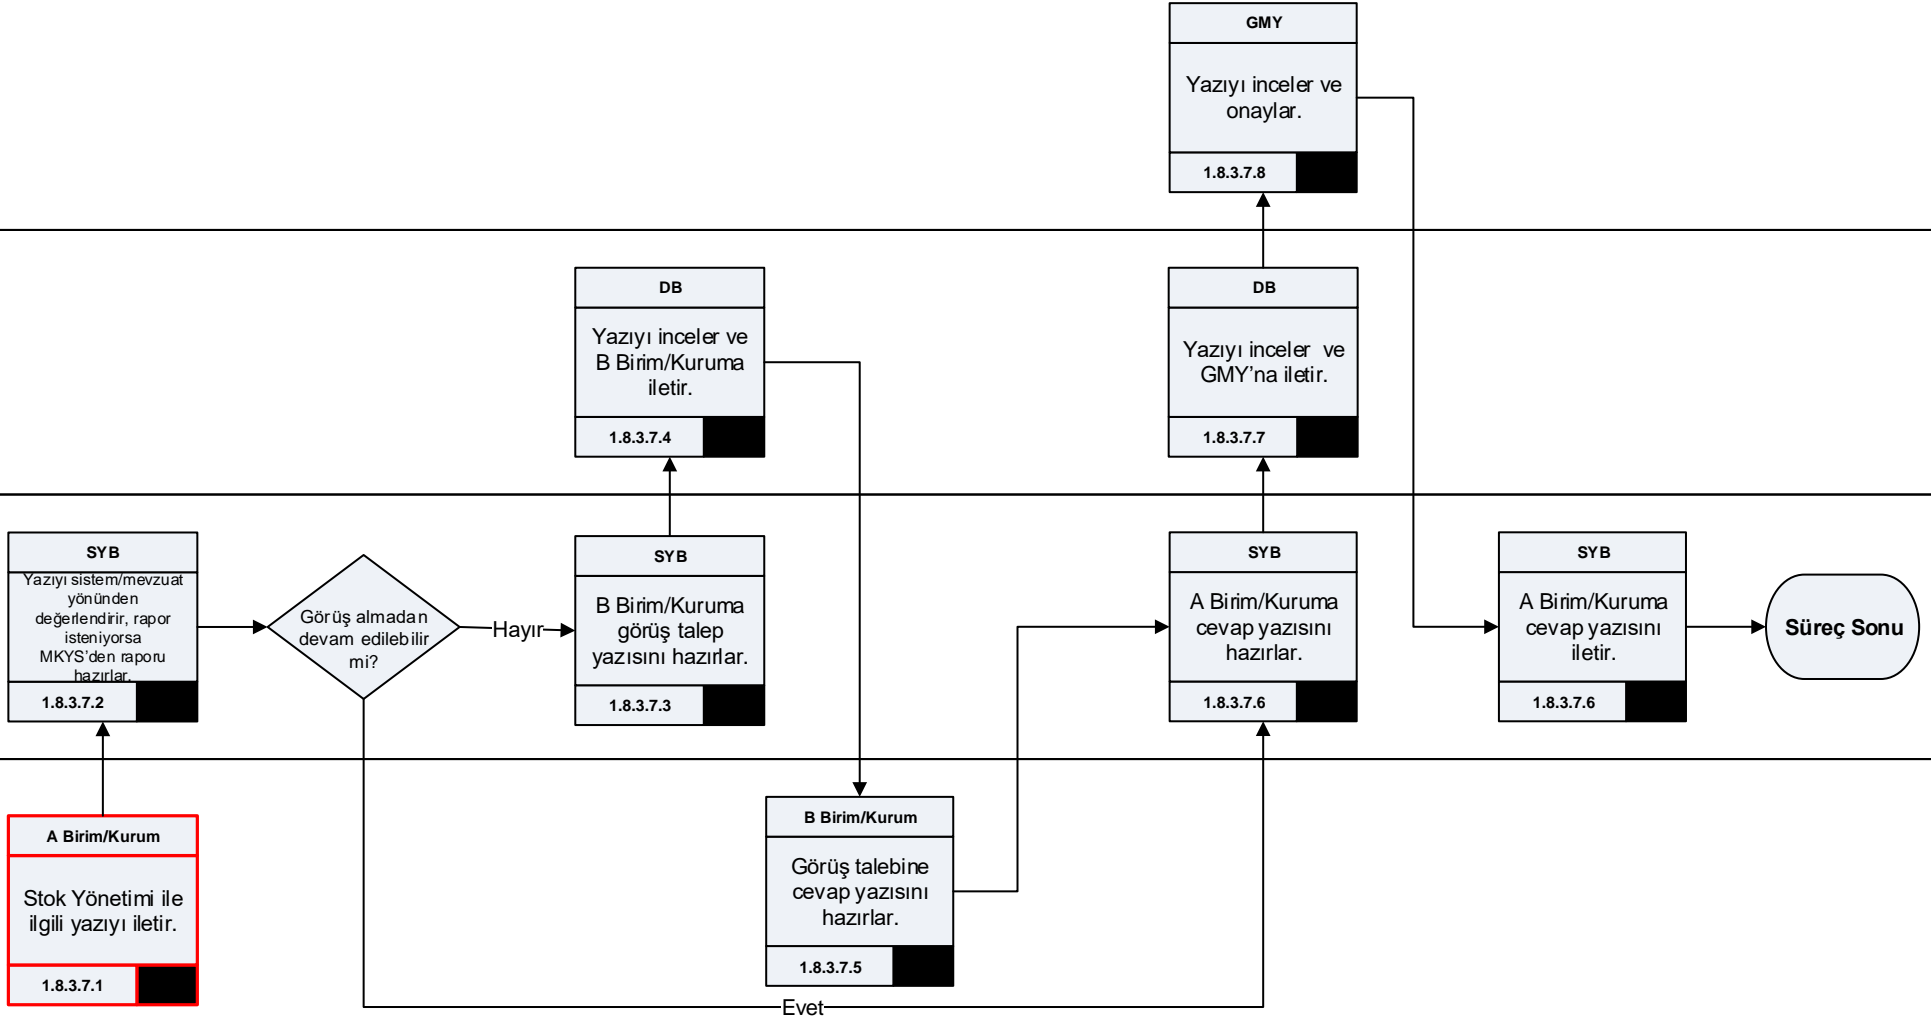 GMY
Yazıyı inceler ve
onaylar.
1.8.3.7.8
DB
Yazıyı inceler ve
B Birim/Kuruma
iletir.
1.8.3.7.4
DB
Yazıyı inceler ve
GMY’na iletir.
1.8.3.7.7
SYB
Yazıyı sistem/mevzuat
yönünden
değerlendirir, rapor
isteniyorsa
MKYS’den raporu
hazırlar.
1.8.3.7.2
Görüş almadan
devam edilebilir
mi?
Hayır
SYB
B Birim/Kuruma
görüş talep
yazısını hazırlar.
1.8.3.7.3
SYB
A Birim/Kuruma
cevap yazısını
hazırlar.
1.8.3.7.6
SYB
A Birim/Kuruma
cevap yazısını
iletir.
1.8.3.7.6
Süreç Sonu
A Birim/Kurum
Stok Yönetimi ile
ilgili yazıyı iletir.
1.8.3.7.1
B Birim/Kurum
Görüş talebine
cevap yazısını
hazırlar.
1.8.3.7.5
Evet